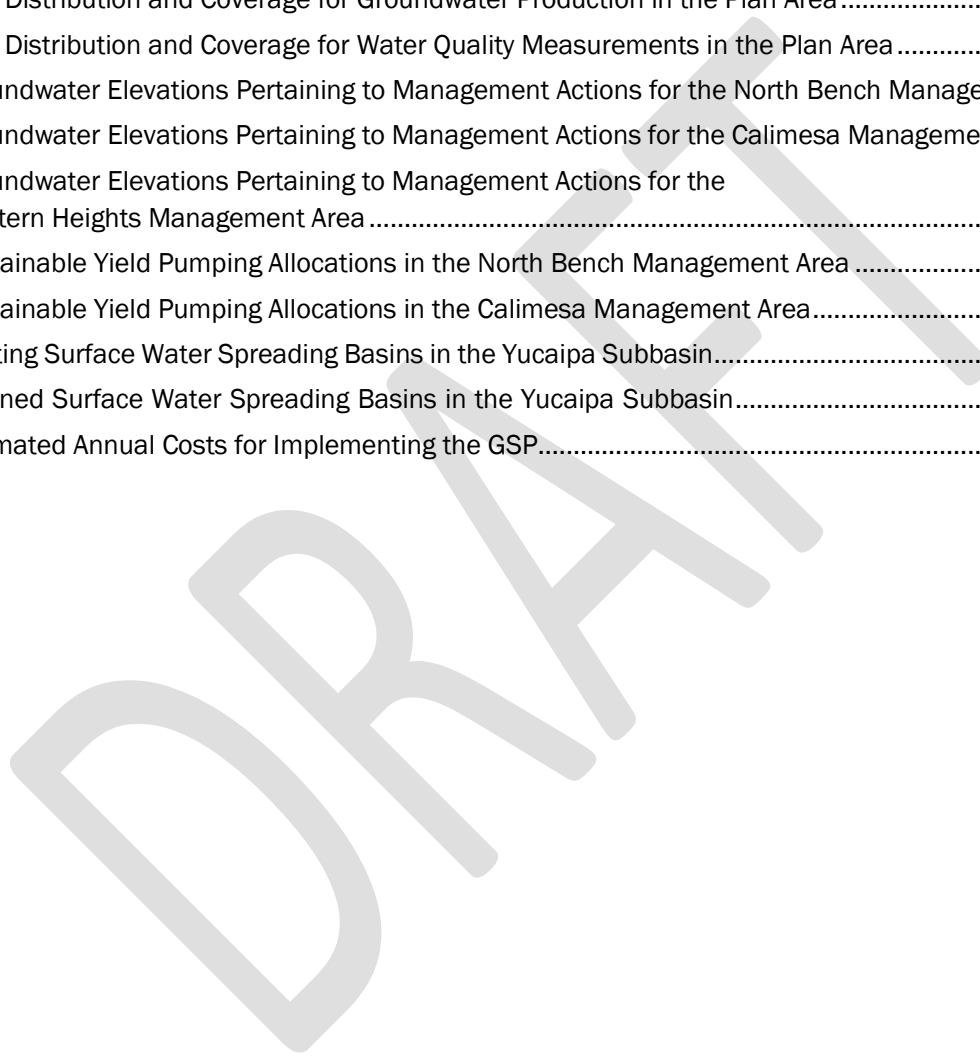 Distribution and Coverage for Groundwater Production in the Plan Area....................
Distribution and Coverage for Water Quality Measurements in the Plan Area............
undwater Elevations Pertaining to Management Actions for the North Bench Manage
undwater Elevations Pertaining to Management Actions for the Calimesa Manageme
undwater Elevations Pertaining to Management Actions for the
tern Heights Management Area.......................................................................................
ainable Yield Pumping Allocations in the North Bench Management Area..................
ainable Yield Pumping Allocations in the Calimesa Management Area........................
ting Surface Water Spreading Basins in the Yucaipa Subbasin......................................
ned Surface Water Spreading Basins in the Yucaipa Subbasin...................................
mated Annual Costs for Implementing the GSP...............................................................
DRAFT